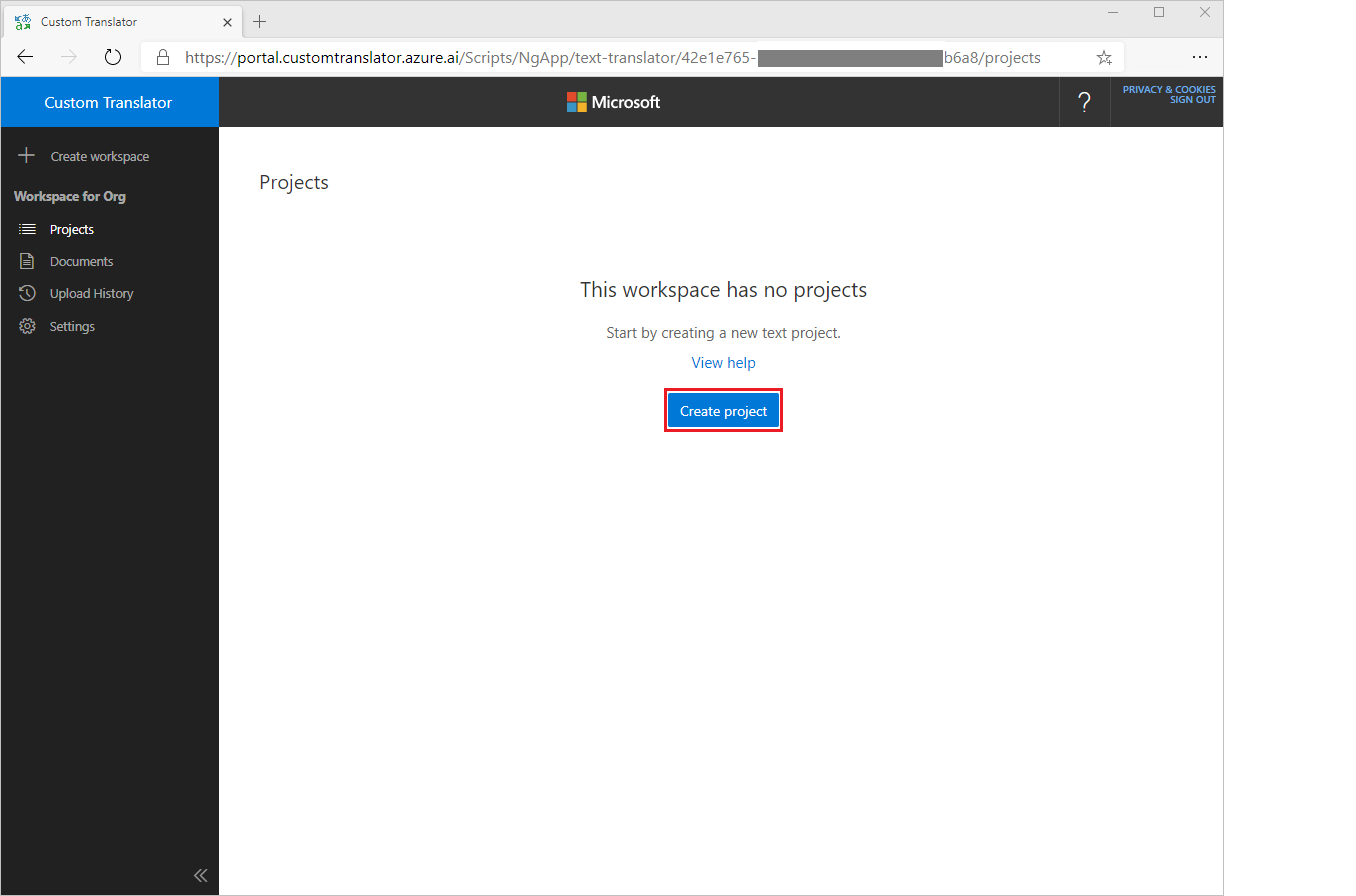 Custom Translator
https://portal.customtranslator.azure.ai/Scripts/NgApp/text-translator/42e1e765- b6a8/projects
Custom Translator
Microsoft
?
PRIVACY & COOKIES
SIGN OUT
Create workspace
Workspace for Org
Projects
Documents
Upload History
Settings
Projects
This workspace has no projects
Start by creating a new text project.
View help
Create project